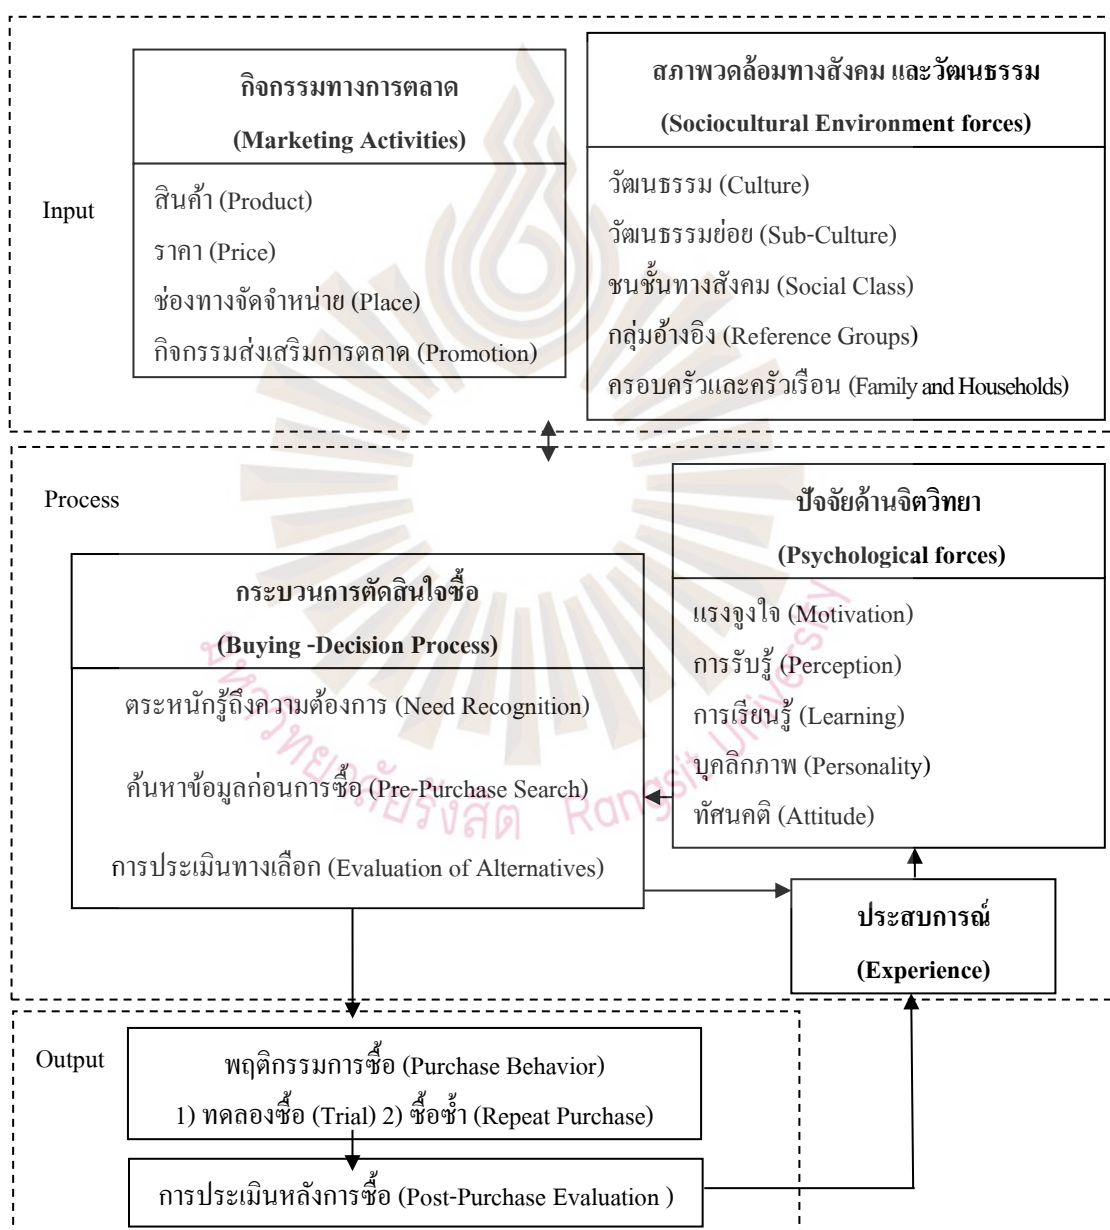 Input
กิจกรรมทางการตลาด
(Marketing Activities)
สินค้า (Product)
ราคา (Price)
ช่องทางจัดจำหน่าย (Place)
กิจกรรมส่งเสริมการตลาด (Promotion)
สภาพวดล้อมทางสังคม และวัฒนธรรม
(Sociocultural Environment forces)
วัฒนธรรม (Culture)
วัฒนธรรมย่อย (Sub-Culture)
ชนชั้นทางสังคม (Social Class)
กลุ่มอ้างอิง (Reference Groups)
ครอบครัวและครัวเรือน (Family and Households)
Process
กระบวนการตัดสินใจซื้อ
(Buying -Decision Process)
ตระหนักรู้ถึงความต้องการ (Need Recognition)
ค้นหาข้อมูลก่อนการซื้อ (Pre-Purchase Search)
การประเมินทางเลือก (Evaluation of Alternatives)
ปัจจัยด้านจิตวิทยา
(Psychological forces)
แรงจูงใจ (Motivation)
การรับรู้ (Perception)
การเรียนรู้ (Learning)
บุคลิกภาพ (Personality)
ทัศนคติ (Attitude)
ประสบการณ์
(Experience)
Output
พฤติกรรมการซื้อ (Purchase Behavior)
1) ทดลองซื้อ (Trial) 2) ซื้อซ้ำ (Repeat Purchase)
การประเมินหลังการซื้อ (Post-Purchase Evaluation )
มหาวิทยาลัยรังสิต Rangsit University